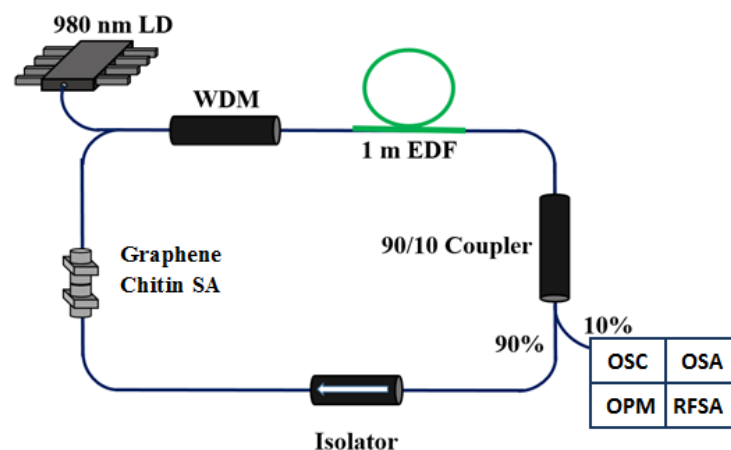 980 nm LD
WDM
1 m EDF
90/10 Coupler
Graphene
Chitin SA
10%
90%
OSC OSA
OPM RFSA
Isolator